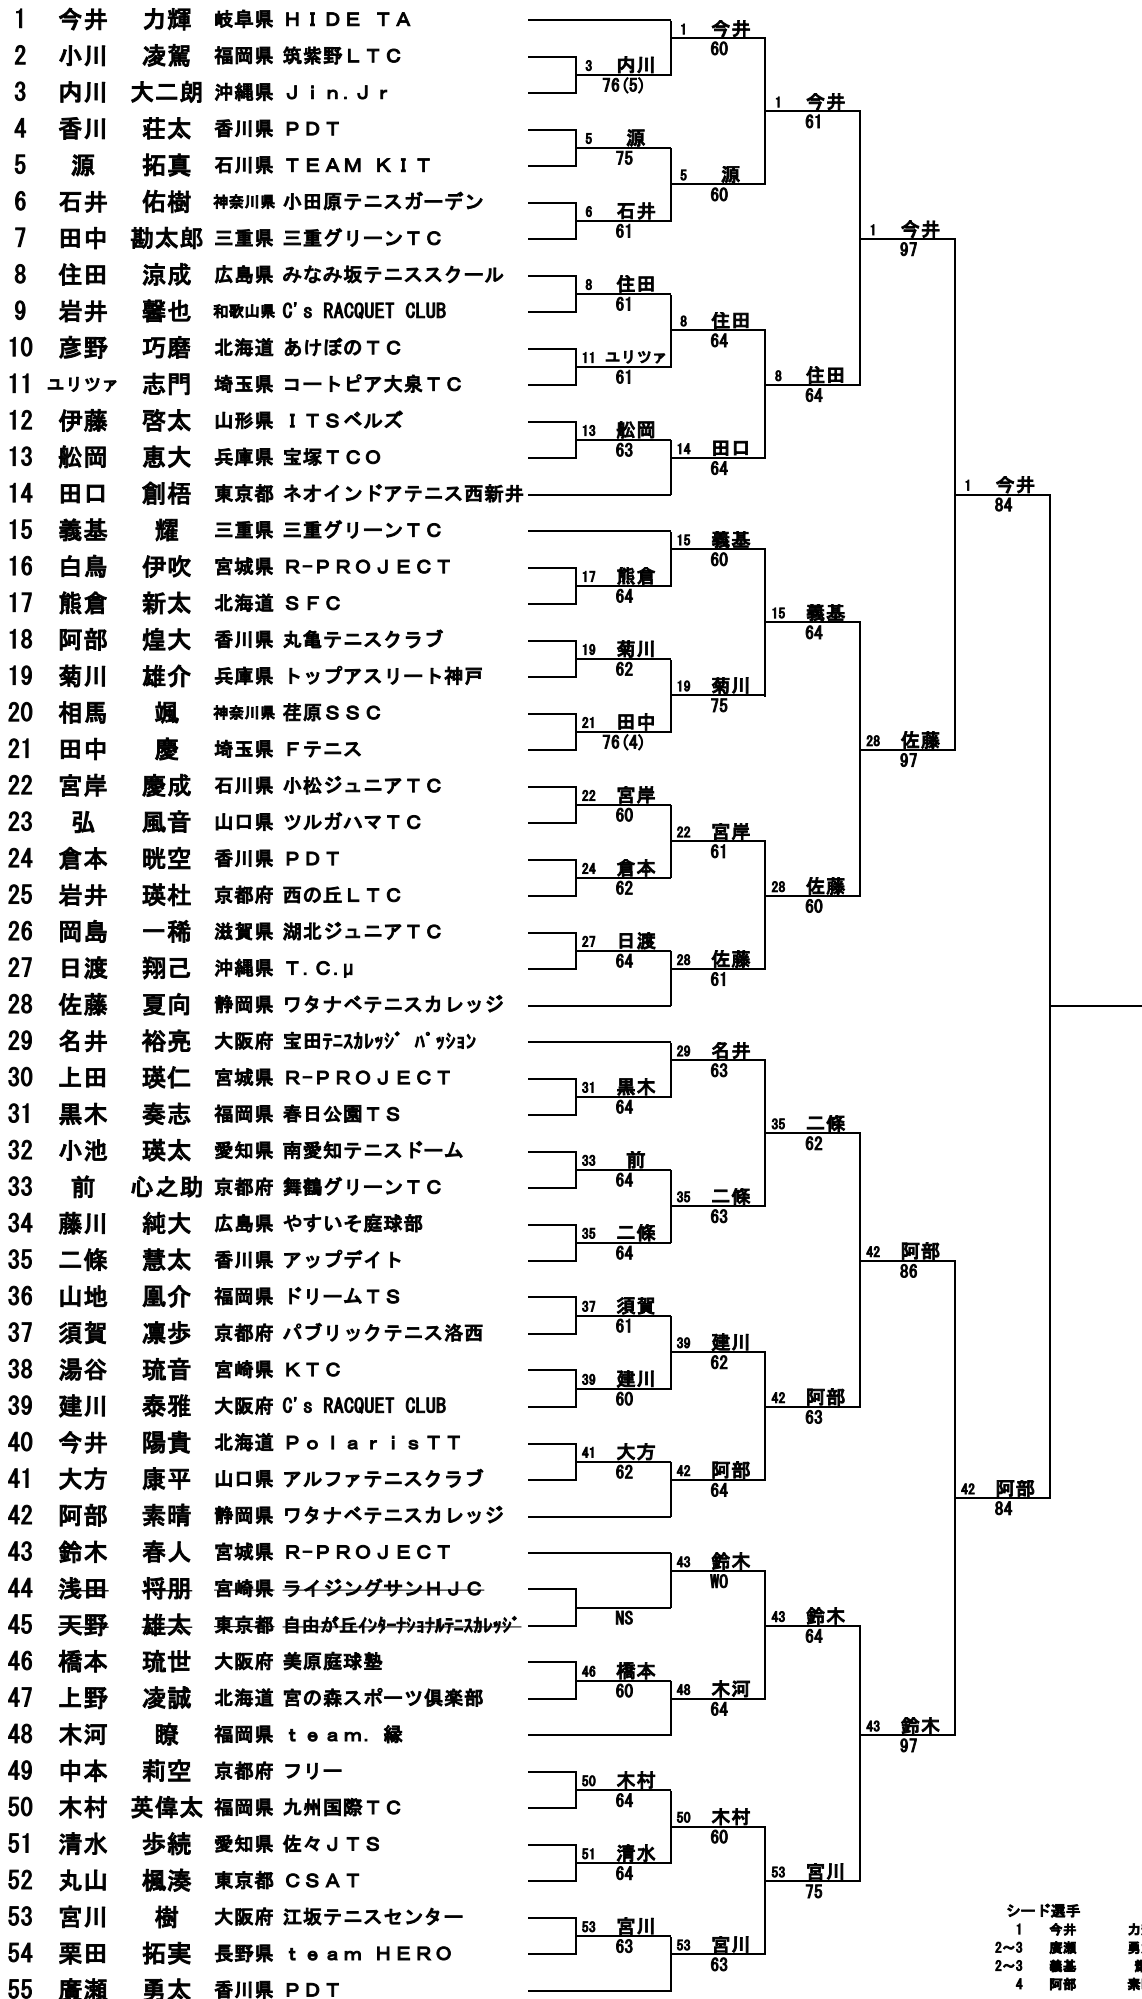 1 今井 力輝 岐阜県 ＨＩＤＥ ＴＡ
2 小川 凌駕 福岡県 筑紫野ＬＴＣ
3 内川 大二朗 沖縄県 Ｊｉｎ.Ｊｒ
4 香川 荘太 香川県 ＰＤＴ
5 源 拓真 石川県 ＴＥＡＭ ＫＩＴ
6 石井 佑樹 神奈川県 小田原テニスガーデン
7 田中 勘太郎 三重県 三重グリーンＴＣ
8 住田 涼成 広島県 みなみ坂テニススクール
9 岩井 馨也 和歌山県 C's RACQUET CLUB
10 彦野 巧磨 北海道 あけぼのＴＣ
11 ユリツァ 志門 埼玉県 コートピア大泉ＴＣ
12 伊藤 啓太 山形県 ＩＴＳベルズ
13 舩岡 恵大 兵庫県 宝塚ＴＣＯ
14 田口 創梧 東京都 ネオインドアテニス西新井
15 義基 耀 三重県 三重グリーンＴＣ
16 白鳥 伊吹 宮城県 Ｒ-ＰＲＯＪＥＣＴ
17 熊倉 新太 北海道 ＳＦＣ
18 阿部 煌大 香川県 丸亀テニスクラブ
19 菊川 雄介 兵庫県 トップアスリート神戸
20 相馬 颯 神奈川県 荏原ＳＳＣ
21 田中 慶 埼玉県 Ｆテニス
22 宮岸 慶成 石川県 小松ジュニアＴＣ
23 弘 風音 山口県 ツルガハマＴＣ
24 倉本 晄空 香川県 ＰＤＴ
25 岩井 瑛杜 京都府 西の丘ＬＴＣ
26 岡島 一稀 滋賀県 湖北ジュニアＴＣ
27 日渡 翔己 沖縄県 Ｔ.Ｃ.μ
28 佐藤 夏向 静岡県 ワタナベテニスカレッジ
29 名井 裕亮 大阪府 宝田ﾃﾆｽｶﾚｯｼﾞ ﾊﾟｯｼｮﾝ
30 上田 瑛仁 宮城県 Ｒ-ＰＲＯＪＥＣＴ
31 黒木 奏志 福岡県 春日公園ＴＳ
32 小池 瑛太 愛知県 南愛知テニスドーム
33 前 心之助 京都府 舞鶴グリーンＴＣ
34 藤川 純大 広島県 やすいそ庭球部
35 二條 慧太 香川県 アップデイト
36 山地 凰介 福岡県 ドリームＴＳ
37 須賀 凛歩 京都府 パブリックテニス洛西
38 湯谷 琉音 宮崎県 ＫＴＣ
39 建川 泰雅 大阪府 C's RACQUET CLUB
40 今井 陽貴 北海道 ＰｏｌａｒｉｓＴＴ
41 大方 康平 山口県 アルファテニスクラブ
42 阿部 素晴 静岡県 ワタナベテニスカレッジ
43 鈴木 春人 宮城県 Ｒ-ＰＲＯＪＥＣＴ
44 浅田 将朋 宮崎県 ライジングサンＨＪＣ
45 天野 雄太 東京都 自由が丘ｲﾝﾀｰﾅｼｮﾅﾙﾃﾆｽｶﾚｯｼﾞ
46 橋本 琉世 大阪府 美原庭球塾
47 上野 凌誠 北海道 宮の森スポーツ倶楽部
48 木河 瞭 福岡県 ｔｅａｍ. 縁
49 中本 莉空 京都府 フリー
50 木村 英偉太 福岡県 九州国際ＴＣ
51 清水 歩続 愛知県 佐々ＪＴＳ
52 丸山 楓湊 東京都 ＣＳＡＴ
53 宮川 樹 大阪府 江坂テニスセンター
54 栗田 拓実 長野県 ｔｅａｍ ＨＥＲＯ
55 廣瀬 勇太 香川県 ＰＤＴ
3 内川
76(5)
5 源
75
6 石井
61
8 住田
61
11 ユリツァ
61
13 舩岡
63
17 熊倉
64
19 菊川
62
21 田中
76(4)
22 宮岸
60
24 倉本
62
27 日渡
64
31 黒木
64
33 前
64
35 二條
64
37 須賀
61
39 建川
60
41 大方
62
NS
46 橋本
60
50 木村
64
51 清水
64
53 宮川
63
1 今井
60
5 源
60
8 住田
64
14 田口
64
15 義基
60
19 菊川
75
22 宮岸
61
28 佐藤
61
29 名井
63
35 二條
63
39 建川
62
42 阿部
64
43 鈴木
WO
48 木河
64
50 木村
60
53 宮川
63
1 今井
61
8 住田
64
15 義基
64
28 佐藤
60
35 二條
62
42 阿部
63
43 鈴木
64
53 宮川
75
1 今井
97
28 佐藤
97
42 阿部
86
43 鈴木
97
1 今井
84
42 阿部
84
シード選手
1 今井 力
2～3 廣瀬 勇
2～3 義基
4 阿部 素